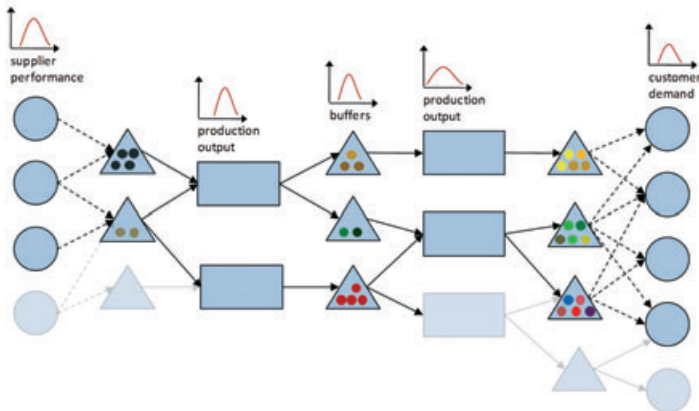 supplier
performance
production
output
buffers
production
output
customer
demand